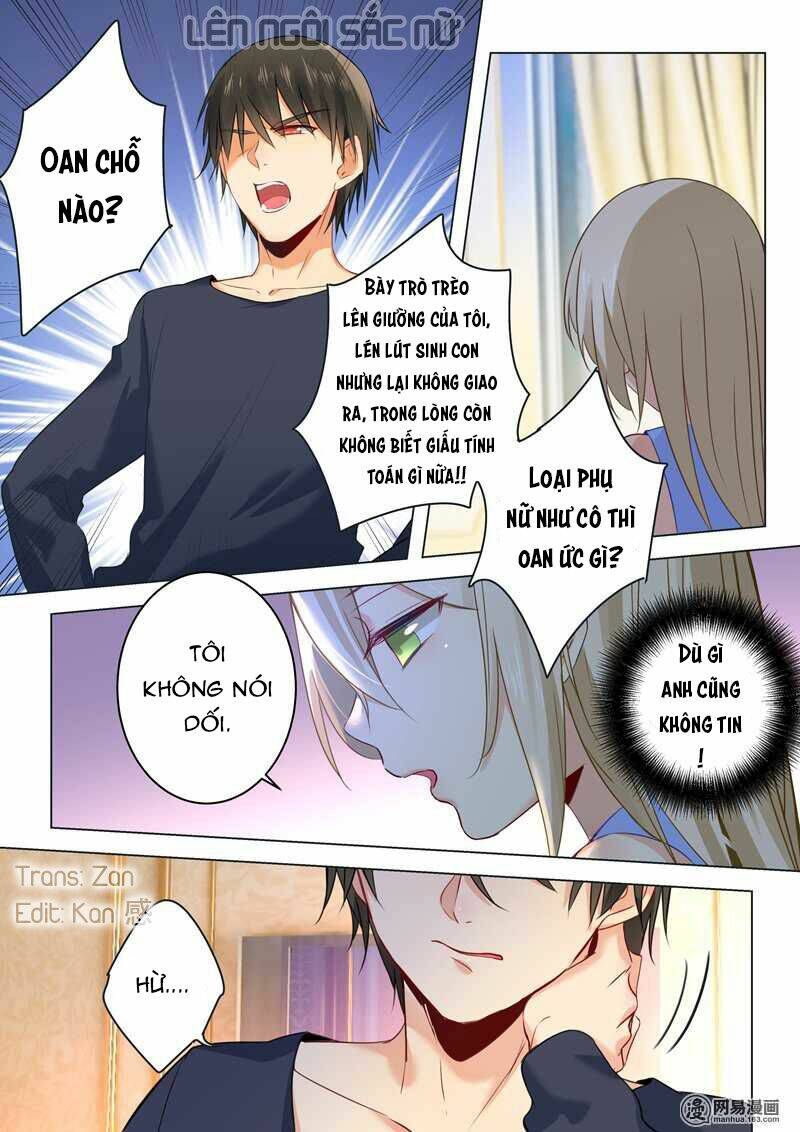 LÊN NGÔI SẮC NỮ
OAN CHỖ
NÀO?
BÀY TRÒ TRÈO
LÊN GIƯỜNG CỦA TÔI,
LÉN LÚT SINH CON
NHƯNG LẠI KHÔNG GIAO
RA, TRONG LÒNG CÒN
KHÔNG BIẾT GIẤU TÍNH
TOÁN GÌ NỮA!!
LOẠI PHỤ
NỮ NHƯ CÔ THÌ
OAN ỨC GÌ?
TÔI
KHÔNG NÓI
DỐI.
DÙ GÌ
ANH CŨNG
KHÔNG TIN
!
Trans: Zan
Edit: Kan 感
HỪ....
漫 网易漫画
manhua.163.com